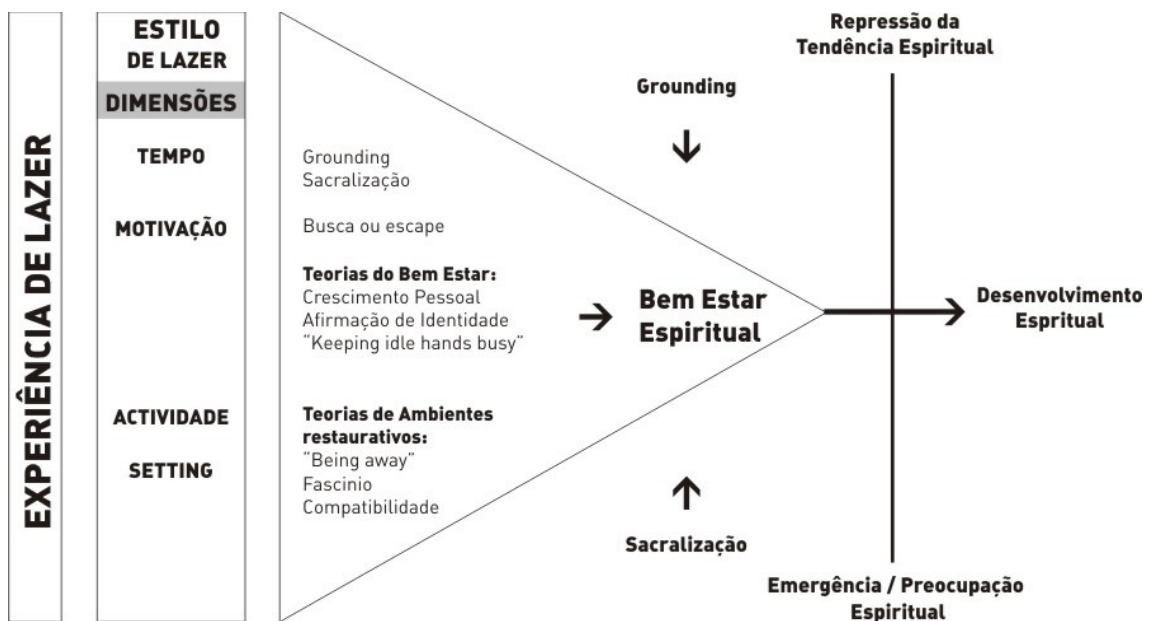 EXPERIÊNCIA DE LAZER
ESTILO
DE LAZER
DIMENSÕES
TEMPO
MOTIVAÇÃO
ACTIVIDADE
SETTING
Grounding
Sacralização
Busca ou escape
Teorias do Bem Estar:
Crescimento Pessoal
Afirmação de Identidade
“Keeping idle hands busy”
Teorias de Ambientes
restaurativos:
“Being away”
Fascinio
Compatibilidade
Bem Estar
Espiritual
Grounding
Sacralização
Repressão da
Tendência Espiritual
Desenvolvimento
Espritual
Emergência / Preocupação
Espiritual